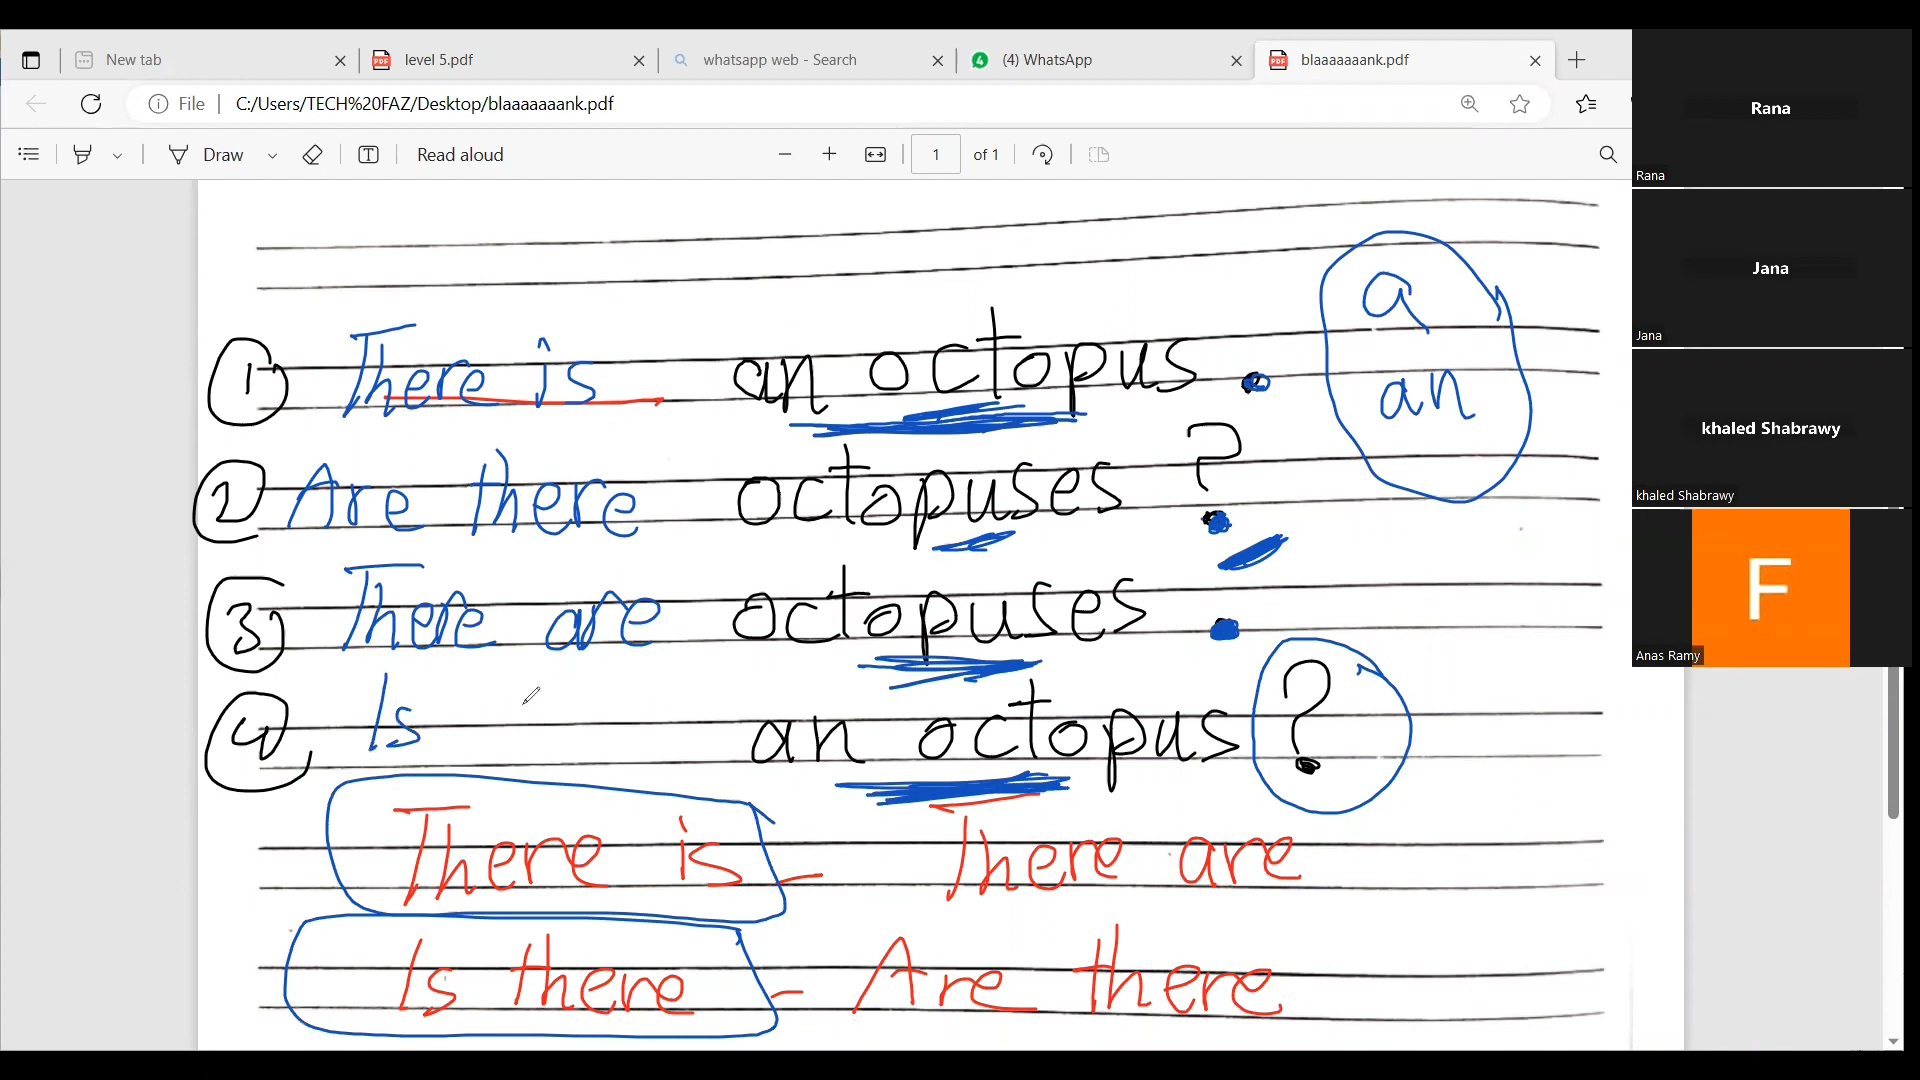 New tab level 5.pdf whatsapp web - Search (4) WhatsApp blaaaaaaank.pdf
File C:/Users/TECH%20FAZ/Desktop/blaaaaaaank.pdf
Draw Read aloud 1 of 1
a
an
1 There is an octopus .
2 Are there octopuses ?
3 There are octopuses .
4 Is an octopus ?
There is - There are
Is there - Are there
Rana
Rana
Jana
Jana
khaled Shabrawy
khaled Shabrawy
F
Anas Ramy